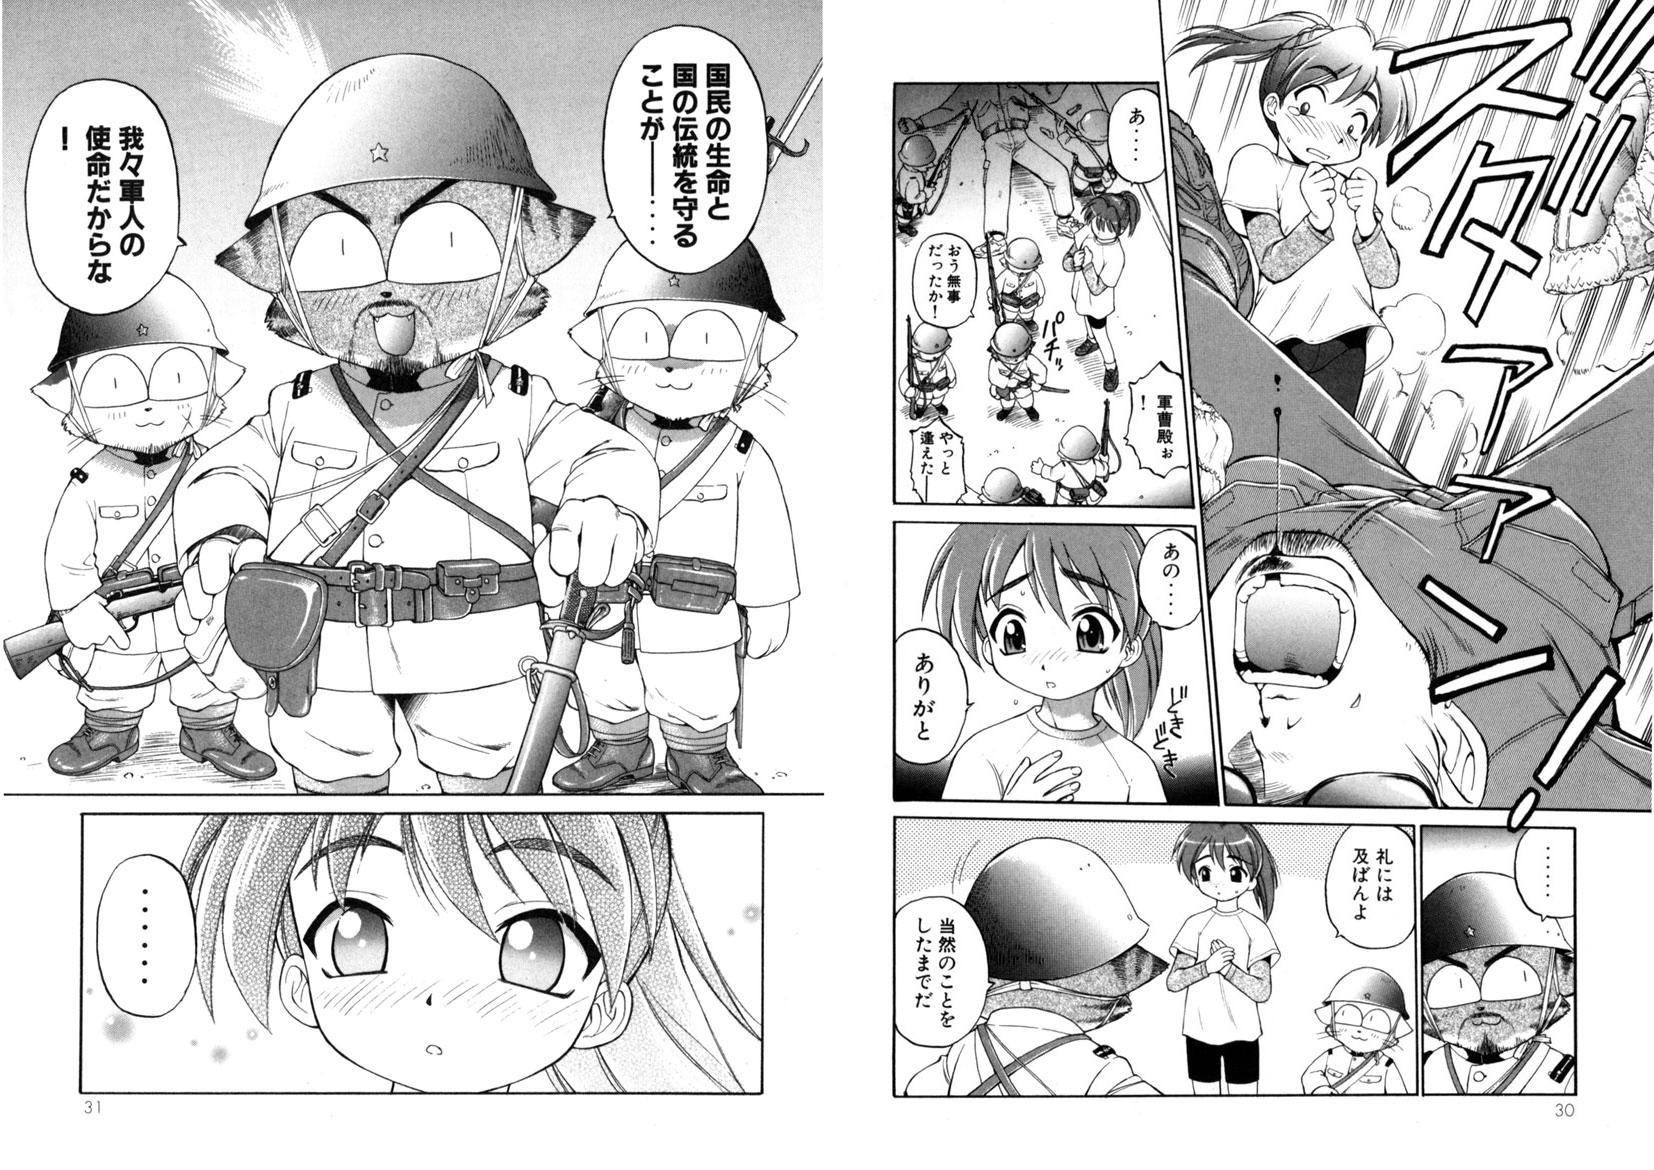 ズタァァァーン!
あ‥‥
おう無事
だったか!
パチッ
軍曹殿ぉ
!
やっと
逢えた—
あの‥‥
ありがと
どきどき
‥‥‥
礼には
及ばんよ
当然のことを
したまでだ
30
国民の生命と
国の伝統を守る
ことが———‥‥
我々軍人の
使命だからな
!
‥‥‥
31